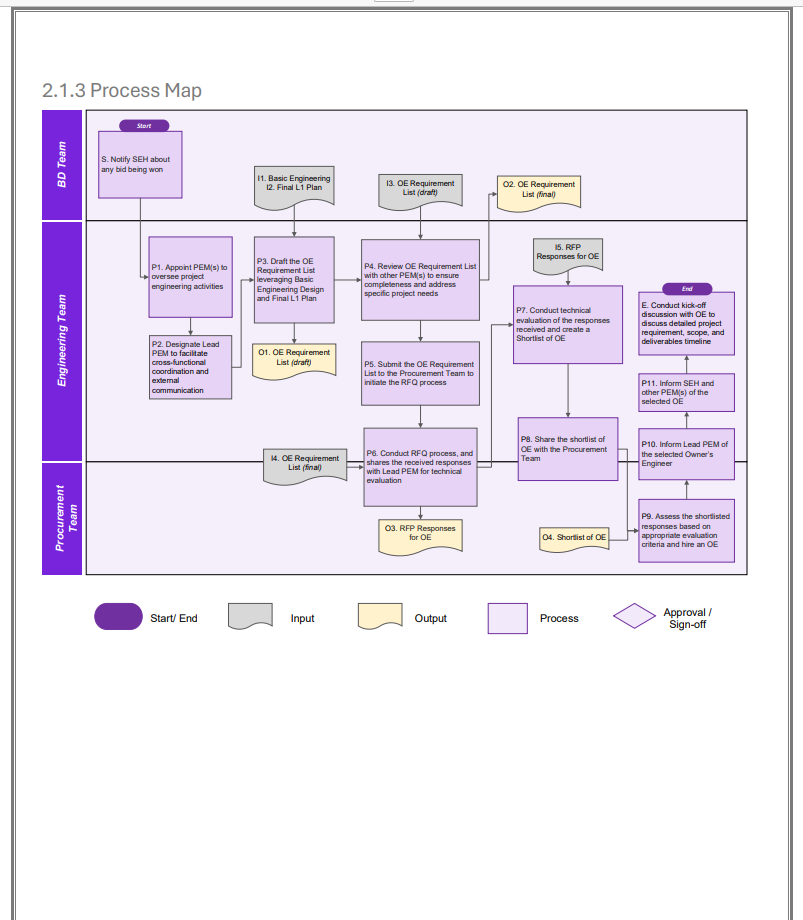 2.1.3 Process Map
BD Team
Start
S. Notify SEH about
any bid being won
I1. Basic Engineering
I2. Final L1 Plan
I3. OE Requirement
List (draft)
O2. OE Requirement
List (final)
Engineering Team
P1. Appoint PEM(s) to
oversee project
engineering activities
P2. Designate Lead
PEM to facilitate
cross-functional
coordination and
external
communication
P3. Draft the OE
Requirement List
leveraging Basic
Engineering Design
and Final L1 Plan
O1. OE Requirement
List (draft)
P4. Review OE Requirement List
with other PEM(s) to ensure
completeness and address
specific project needs
P5. Submit the OE Requirement
List to the Procurement Team to
initiate the RFQ process
I4. OE Requirement
List (final)
P6. Conduct RFQ process, and
shares the received responses
with Lead PEM for technical
evaluation
O3. RFP Responses
for OE
I5. RFP
Responses for OE
P7. Conduct technical
evaluation of the responses
received and create a
Shortlist of OE
P8. Share the shortlist of
OE with the Procurement
Team
O4. Shortlist of OE
End
E. Conduct kick-off
discussion with OE to
discuss detailed project
requirement, scope, and
deliverables timeline
P11. Inform SEH and
other PEM(s) of the
selected OE
P10. Inform Lead PEM of
the selected Owner's
Engineer
P9. Assess the shortlisted
responses based on
appropriate evaluation
criteria and hire an OE
Procurement
Team
Start/ End
Input
Output
Process
Approval /
Sign-off